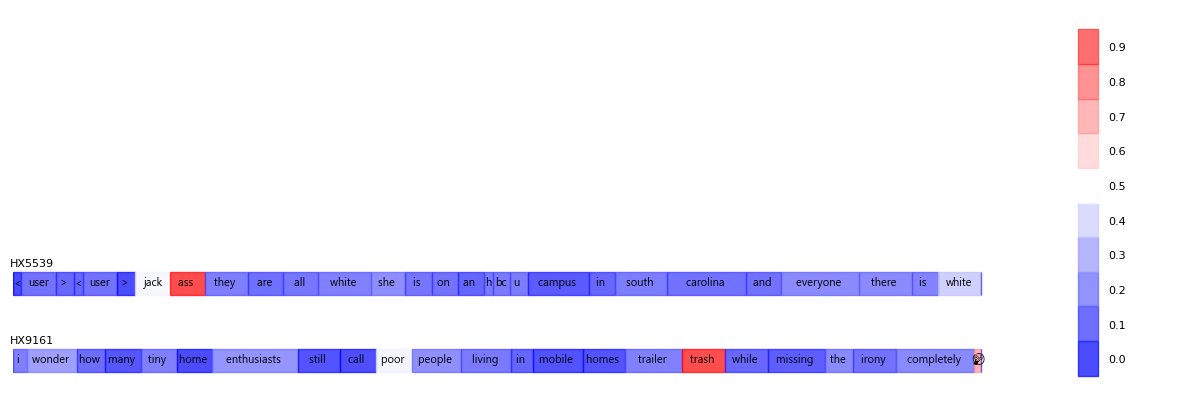 0.9
0.8
0.7
0.6
0.5
0.4
0.3
0.2
0.1
0.0
HX5539
< user > < user > jack ass they are all white she is on an h bc u campus in south carolina and everyone there is white
HX9161
i wonder how many tiny home enthusiasts still call poor people living in mobile homes trailer trash while missing the irony completely